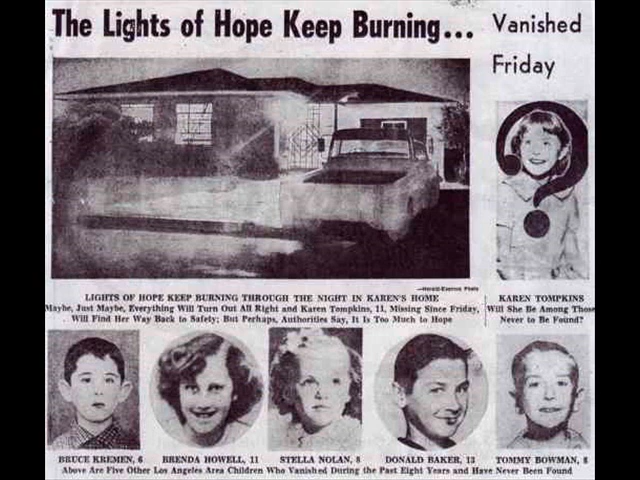 The Lights of Hope Keep Burning...
Vanished
Friday
—Herald-Express Photo
LIGHTS OF HOPE KEEP BURNING THROUGH THE NIGHT IN KAREN'S HOME
Maybe, Just Maybe, Everything Will Turn Out All Right and Karen Tompkins, 11, Missing Since Friday,
Will Find Her Way Back to Safety; But Perhaps, Authorities Say, It Is Too Much to Hope
KAREN TOMPKINS
Will She Be Among Those
Never to Be Found?
BRUCE KREMEN, 6
BRENDA HOWELL, 11
STELLA NOLAN, 8
DONALD BAKER, 13
TOMMY BOWMAN, 8
Above Are Five Other Los Angeles Area Children Who Vanished During the Past Eight Years and Have Never Been Found